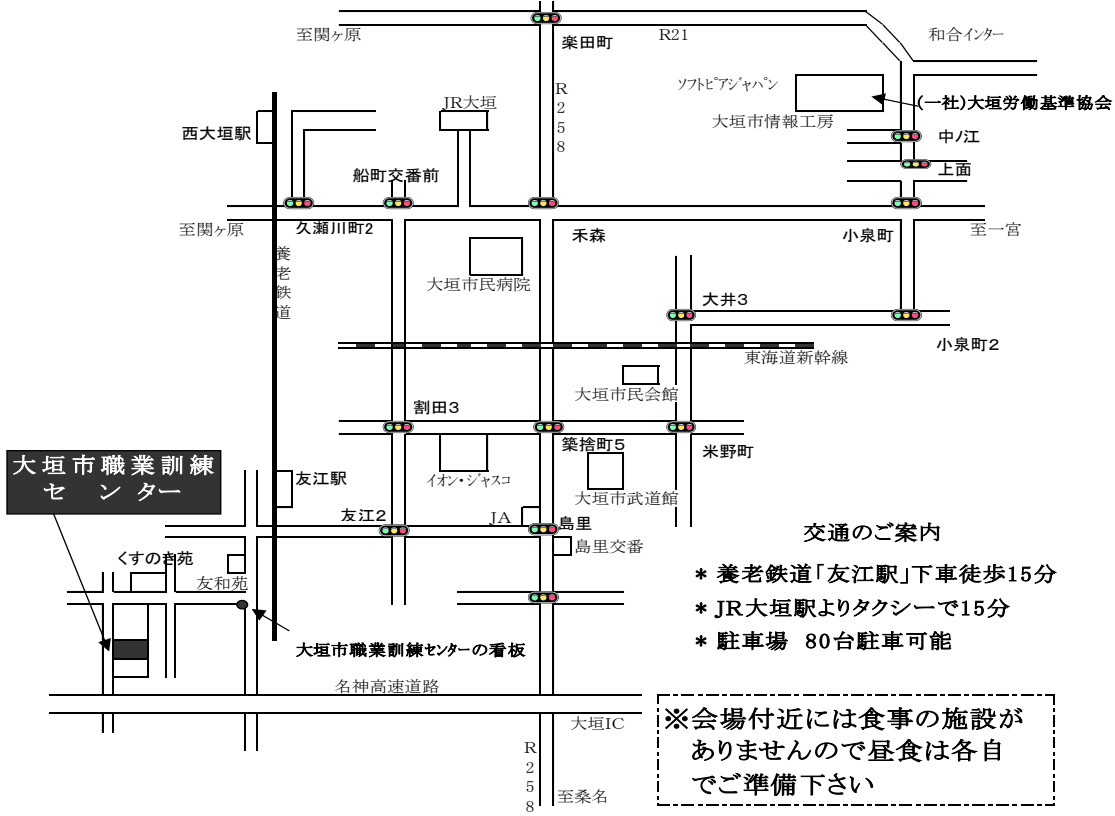 至関ヶ原
楽田町
R21
和合インター
R258
ソフトピアジャパン
(一社)大垣労働基準協会
大垣市情報工房
中ノ江
上面
JR大垣
西大垣駅
船町交番前
至関ヶ原
久瀬川町2
禾森
小泉町
至一宮
養老鉄道
大垣市民病院
大井3
小泉町2
東海道新幹線
大垣市民会館
割田3
築捨町5
米野町
大垣市職業訓練
センター
友江駅
イオン・ジャスコ
大垣市武道館
友江2
JA
島里
島里交番
くすのき苑
友和苑
大垣市職業訓練センターの看板
交通のご案内
* 養老鉄道「友江駅」下車徒歩15分
* JR大垣駅よりタクシーで15分
* 駐車場 80台駐車可能
名神高速道路
大垣IC
R258
至桑名
※会場付近には食事の施設が
ありませんので昼食は各自
でご準備下さい